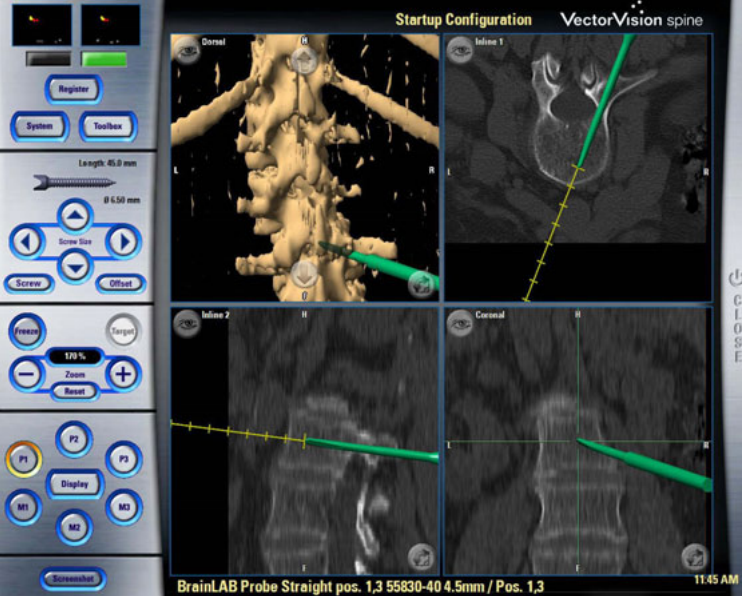 Startup Configuration
VectorVision spine
Register
System
Toolbox
Length: 45.0 mm
Ø 6.50 mm
Screw Size
Screw
Offset
Freeze
Target
170 %
Zoom
Reset
P1
P2
P3
Display
M1
M2
M3
Screenshot
Dorsal
H
L
R
Inline 1
L
R
Inline 2
H
F
Coronal
H
L
R
F
CLOSE
BrainLAB Probe Straight pos. 1,3 55830-40 4.5mm / Pos. 1,3
11:45 AM